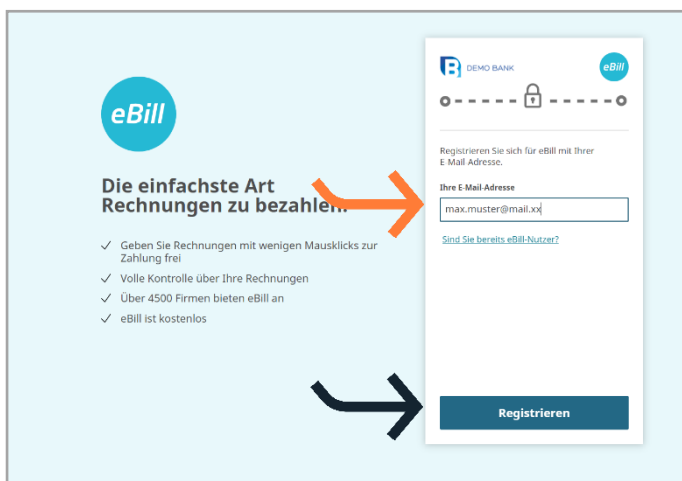 eBill
Die einfachste Art
Rechnungen zu bezahlen.
Geben Sie Rechnungen mit wenigen Mausklicks zur
Zahlung frei
Volle Kontrolle über Ihre Rechnungen
Über 4500 Firmen bieten eBill an
eBill ist kostenlos
DEMO BANK
eBill
Registrieren Sie sich für eBill mit Ihrer
E-Mail Adresse.
Ihre E-Mail-Adresse
max.muster@mail.xx
Sind Sie bereits eBill-Nutzer?
Registrieren